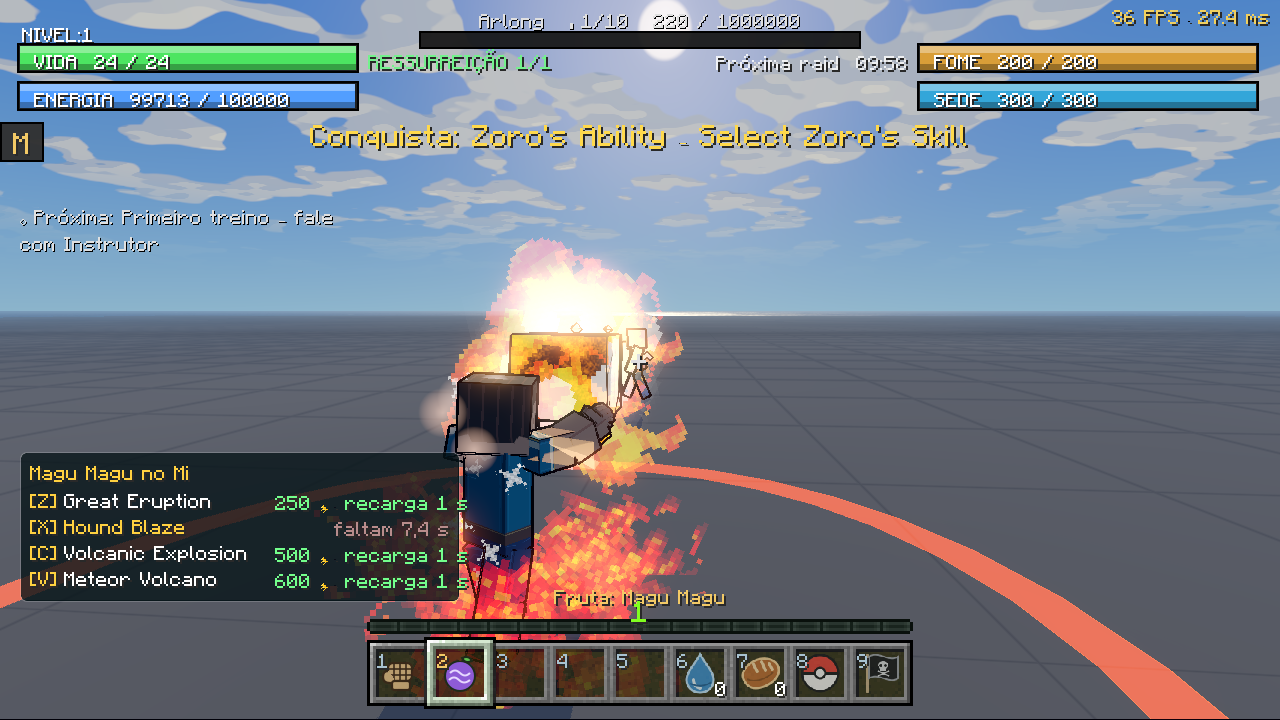 36 FPS · 27.4 ms
Arlong 1/10 220 / 1000000
NIVEL:1
VIDA 24 / 24
RESSURREIÇÃO 1/1
Próxima raid 09:58
FOME 200 / 200
ENERGIA 99713 / 100000
SEDE 300 / 300
M
Conquista: Zoro's Ability - Select Zoro's Skill
Próxima: Primeiro treino - fale
com Instrutor
Magu Magu no Mi
[Z] Great Eruption 250 recarga 1 s
[X] Hound Blaze faltam 7,4 s
[C] Volcanic Explosion 500 recarga 1 s
[V] Meteor Volcano 600 recarga 1 s
Fruta: Magu Magu
1
1 2 3 4 5 6 7 8 9
0 0